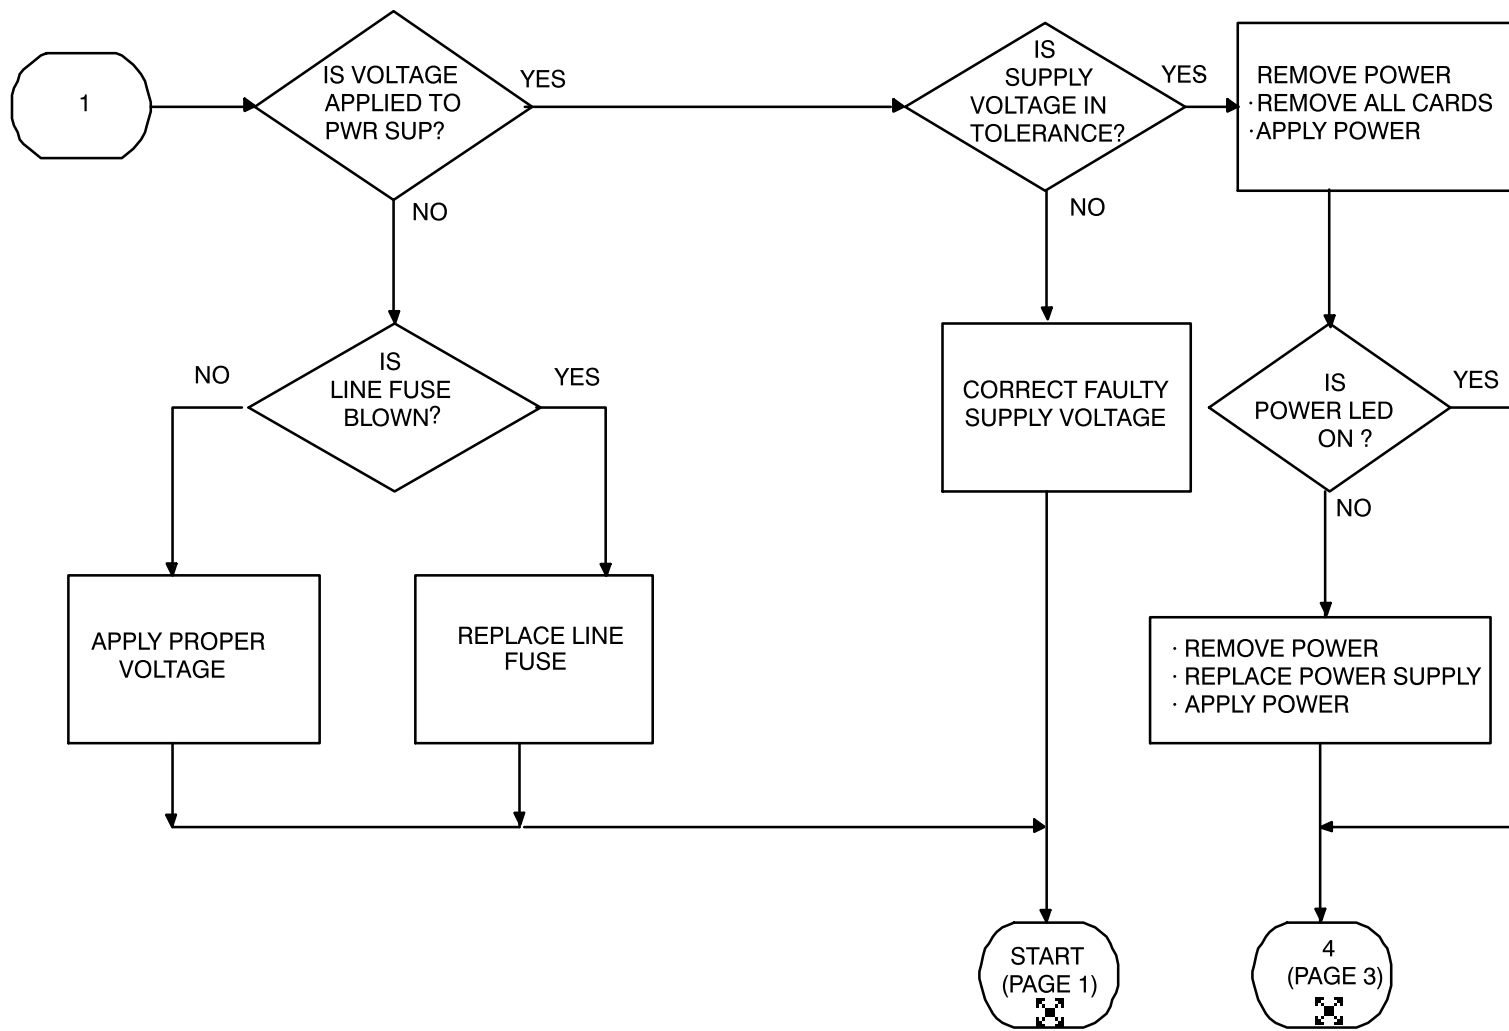 1
IS VOLTAGE
APPLIED TO
PWR SUP?
YES
NO
IS
SUPPLY
VOLTAGE IN
TOLERANCE?
YES
NO
REMOVE POWER
· REMOVE ALL CARDS
· APPLY POWER
IS
LINE FUSE
BLOWN?
NO
YES
CORRECT FAULTY
SUPPLY VOLTAGE
IS
POWER LED
ON ?
YES
NO
APPLY PROPER
VOLTAGE
REPLACE LINE
FUSE
· REMOVE POWER
· REPLACE POWER SUPPLY
· APPLY POWER
START
(PAGE 1)
4
(PAGE 3)